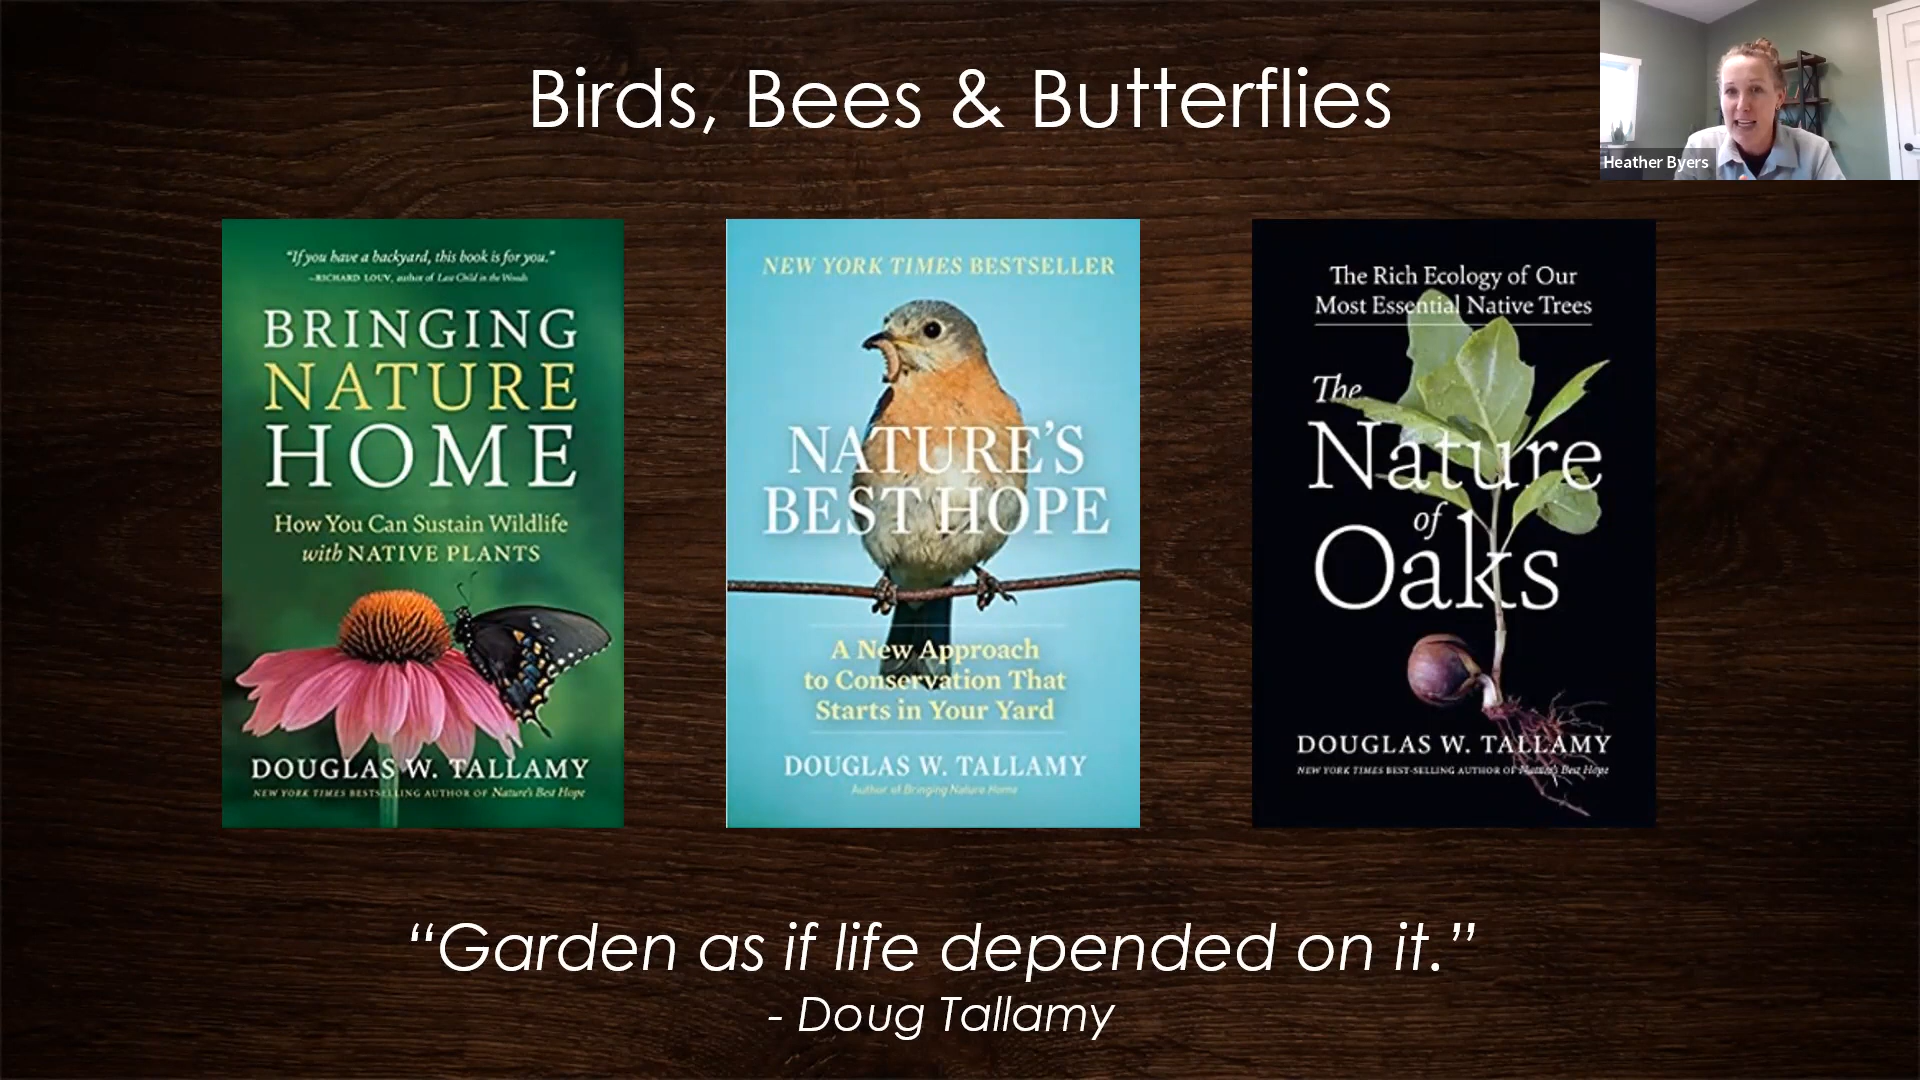 Birds, Bees & Butterflies
Heather Byers
“If you have a backyard, this book is for you.”
—RICHARD LOUV, author of Last Child in the Woods
BRINGING
NATURE
HOME
How You Can Sustain Wildlife
with NATIVE PLANTS
DOUGLAS W. TALLAMY
NEW YORK TIMES BESTSELLING AUTHOR OF Nature’s Best Hope
NEW YORK TIMES BESTSELLER
NATURE’S
BEST HOPE
A New Approach
to Conservation That
Starts in Your Yard
DOUGLAS W. TALLAMY
Author of Bringing Nature Home
The Rich Ecology of Our
Most Essential Native Trees
The
Nature
of
Oaks
DOUGLAS W. TALLAMY
NEW YORK TIMES BEST-SELLING AUTHOR OF Nature’s Best Hope
“Garden as if life depended on it.”
- Doug Tallamy